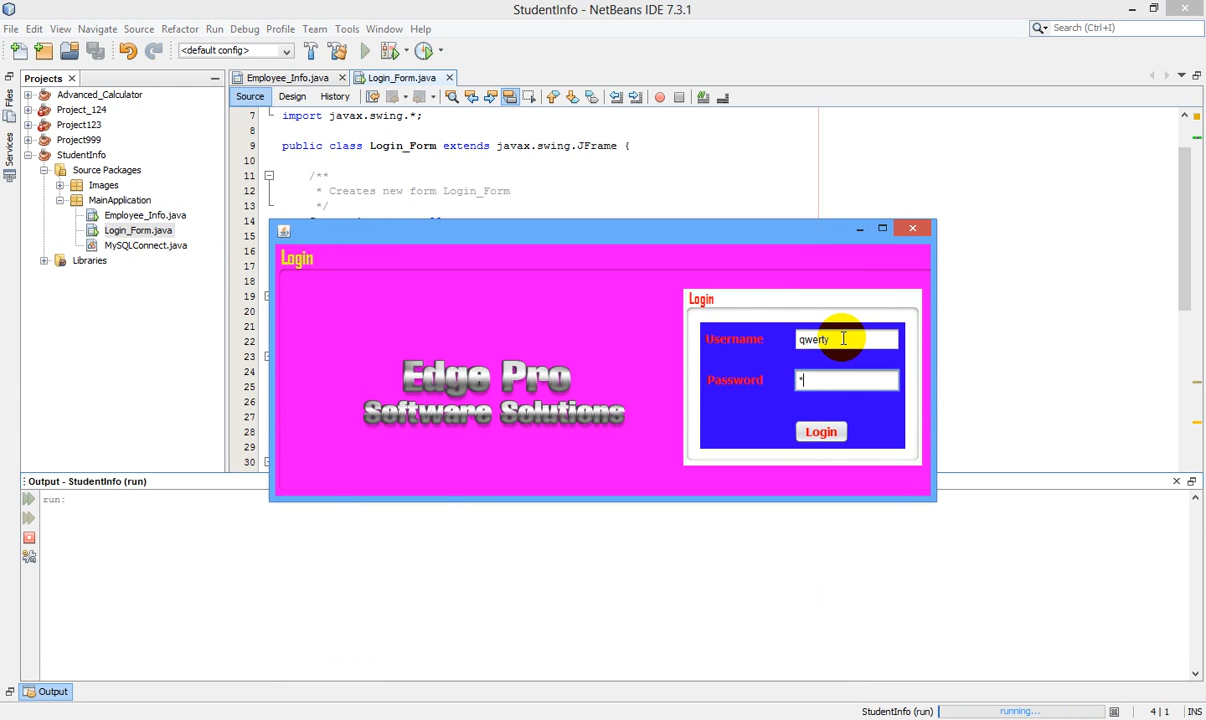 StudentInfo - NetBeans IDE 7.3.1
File Edit View Navigate Source Refactor Run Debug Profile Team Tools Window Help
Search (Ctrl+I)
<default config>
Files
Services
Projects
Advanced_Calculator
Project_124
Project123
Project999
StudentInfo
Source Packages
Images
MainApplication
Employee_Info.java
Login_Form.java
MySQLConnect.java
Libraries
Employee_Info.java Login_Form.java
Source Design History
7 import javax.swing.*;
8
9 public class Login_Form extends javax.swing.JFrame {
10
11 /**
12 * Creates new form Login_Form
13 */
14
15
16
17
18
19
20
21
22
23
24
25
26
27
28
29
30
Login
Edge Pro
Software Solutions
Login
Username qwerty
Password *
Login
Output - StudentInfo (run)
run:
Output
StudentInfo (run) running... 4 | 1 INS